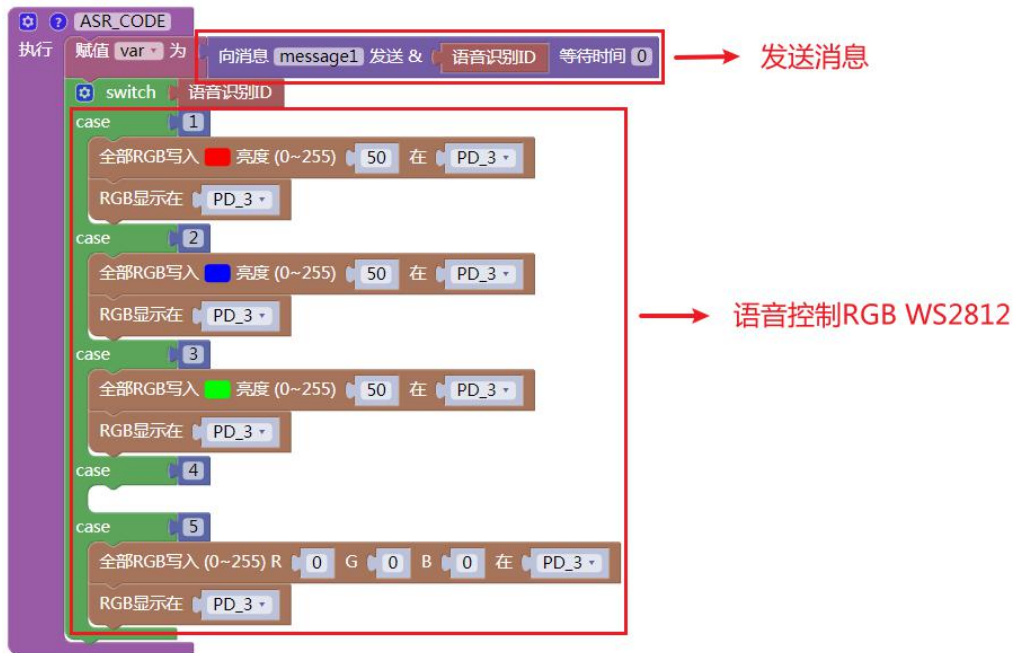 ASR_CODE
执行 赋值 var 为 向消息 message1 发送 & 语音识别ID 等待时间 0
发送消息
switch 语音识别ID
case 1
全部RGB写入 亮度 (0~255) 50 在 PD_3
RGB显示在 PD_3
case 2
全部RGB写入 亮度 (0~255) 50 在 PD_3
RGB显示在 PD_3
语音控制RGB WS2812
case 3
全部RGB写入 亮度 (0~255) 50 在 PD_3
RGB显示在 PD_3
case 4
case 5
全部RGB写入 (0~255) R 0 G 0 B 0 在 PD_3
RGB显示在 PD_3